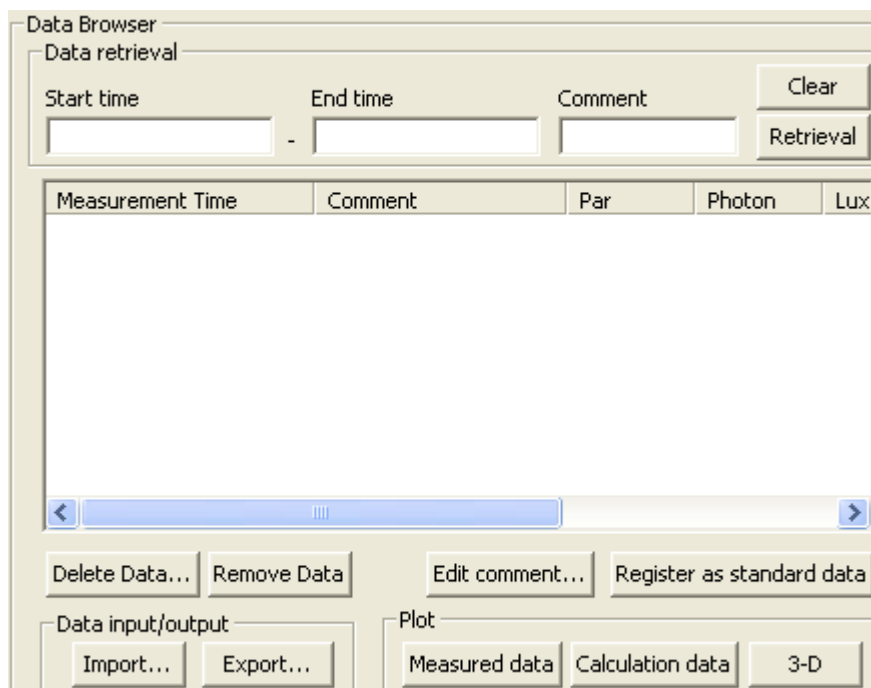 Data Browser
Data retrieval
Start time End time Comment Clear
- Retrieval
Measurement Time Comment Par Photon Lux
Delete Data... Remove Data Edit comment... Register as standard data
Data input/output Plot
Import... Export... Measured data Calculation data 3-D